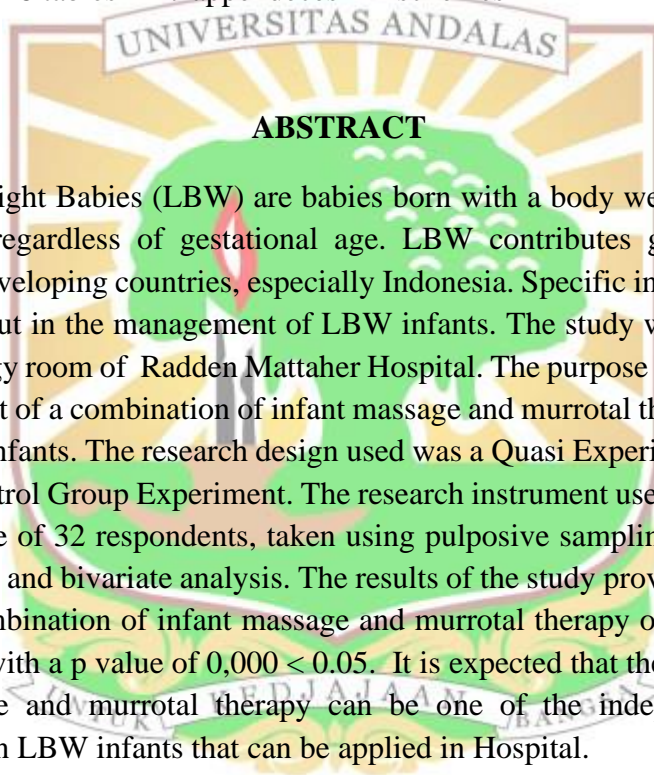 UNIVERSITAS ANDALAS
ABSTRACT
ight Babies (LBW) are babies born with a body we
regardless of gestational age. LBW contributes g
veloping countries, especially Indonesia. Specific in
ut in the management of LBW infants. The study w
gy room of Radden Mattaher Hospital. The purpose
t of a combination of infant massage and murrotal th
nfants. The research design used was a Quasi Experi
trol Group Experiment. The research instrument use
e of 32 respondents, taken using pulposive samplin
and bivariate analysis. The results of the study prov
mbination of infant massage and murrotal therapy o
with a p value of 0,000 < 0.05. It is expected that the
e and murrotal therapy can be one of the inde
n LBW infants that can be applied in Hospital.
UNTUK KEDJAJAAN BANGSA